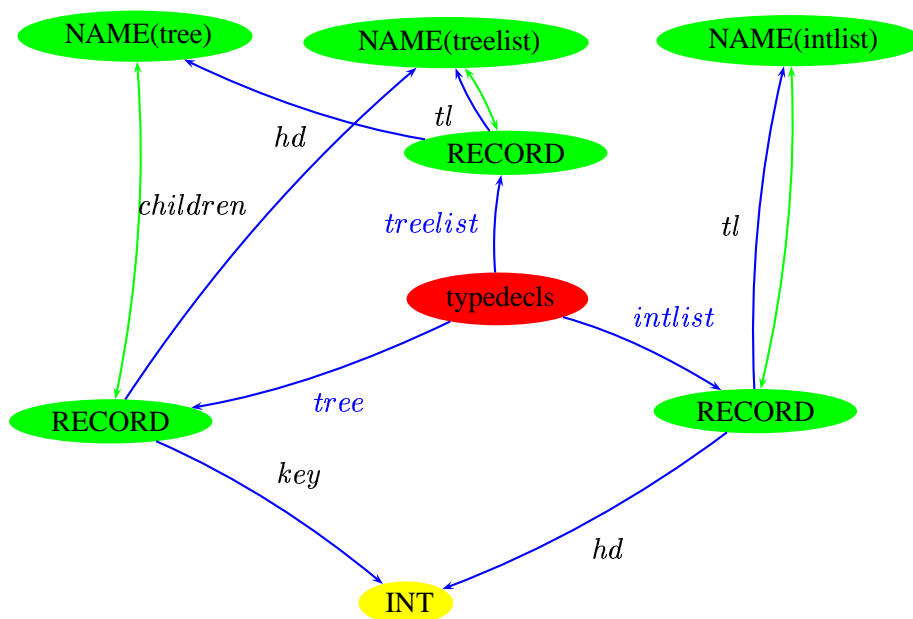 NAME(tree)
NAME(treelist)
NAME(intlist)
tl
hd
RECORD
children
treelist
tl
typedecls
intlist
tree
RECORD
RECORD
key
hd
INT